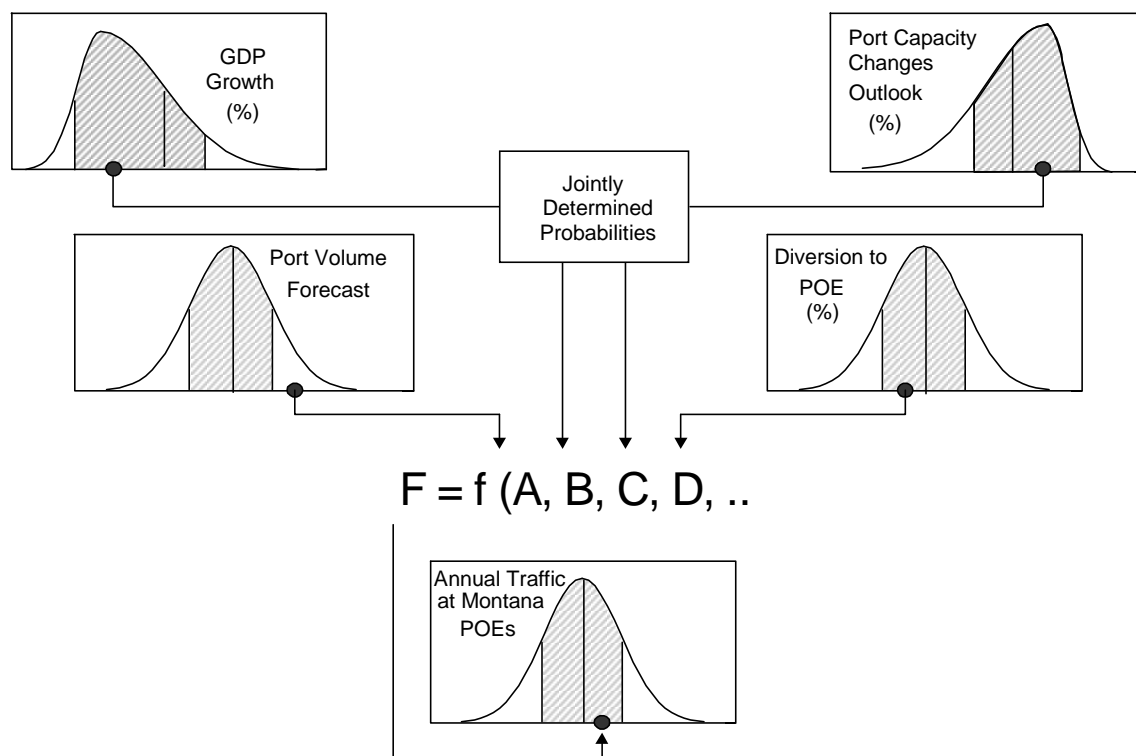 GDP
Growth
(%)
Port Capacity
Changes
Outlook
(%)
Jointly
Determined
Probabilities
Port Volume
Forecast
Diversion to
POE
(%)
F = f (A, B, C, D, ..
Annual Traffic
at Montana
POEs